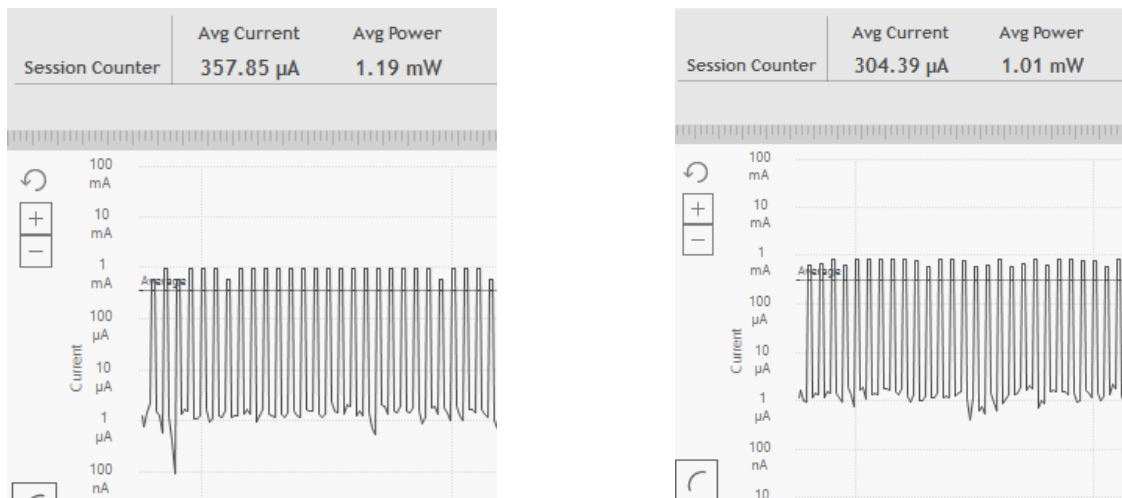 Avg Current Avg Power
Session Counter 357.85 µA 1.19 mW
100
mA
10
mA
1
mA
Average
100
µA
10
µA
1
µA
100
nA
Current
Avg Current Avg Power
Session Counter 304.39 µA 1.01 mW
100
mA
10
mA
1
mA
Average
100
µA
10
µA
1
µA
100
nA
10
Current